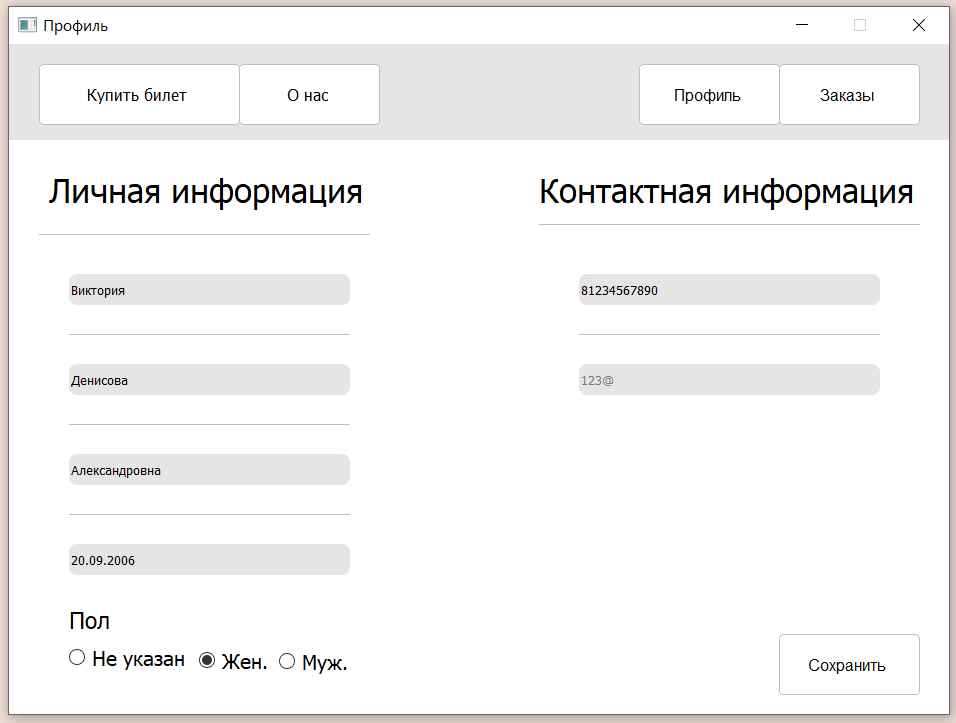 Профиль
Купить билет
О нас
Профиль
Заказы
Личная информация
Контактная информация
Виктория
81234567890
Денисова
123@
Александровна
20.09.2006
Пол
Не указан Жен. Муж.
Сохранить